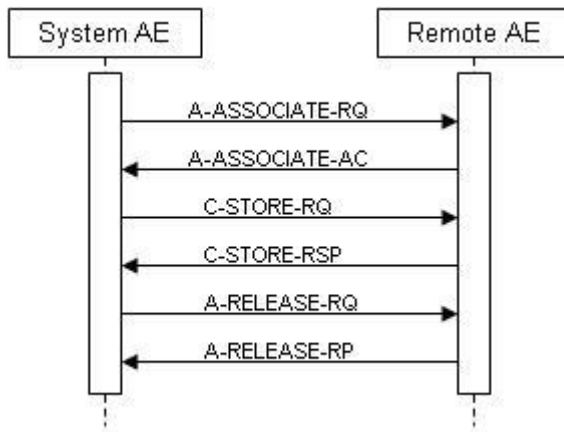 System AE
Remote AE
A-ASSOCIATE-RQ
A-ASSOCIATE-AC
C-STORE-RQ
C-STORE-RSP
A-RELEASE-RQ
A-RELEASE-RP